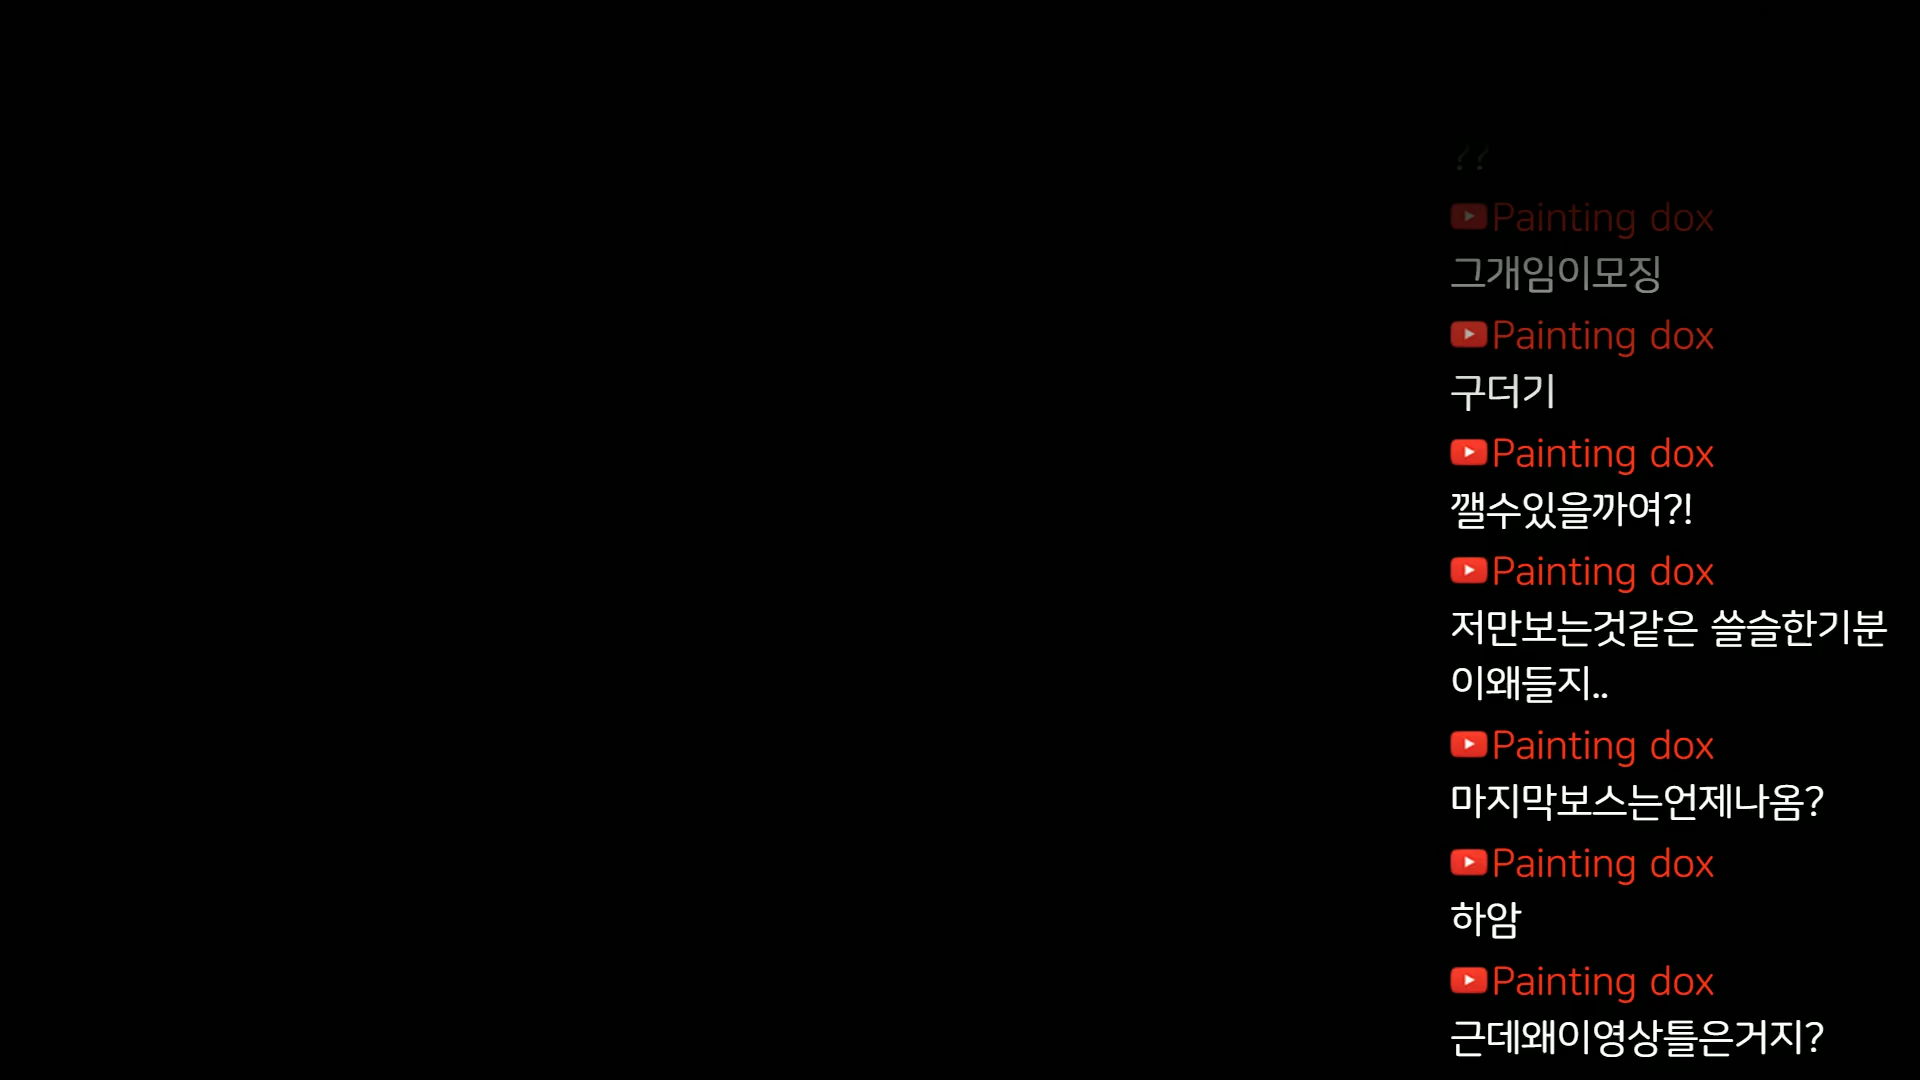 ??
Painting dox
그개임이모징
Painting dox
구더기
Painting dox
깰수있을까여?!
Painting dox
저만보는것같은 쓸슬한기분
이왜들지..
Painting dox
마지막보스는언제나옴?
Painting dox
하암
Painting dox
근데왜이영상틀은거지?